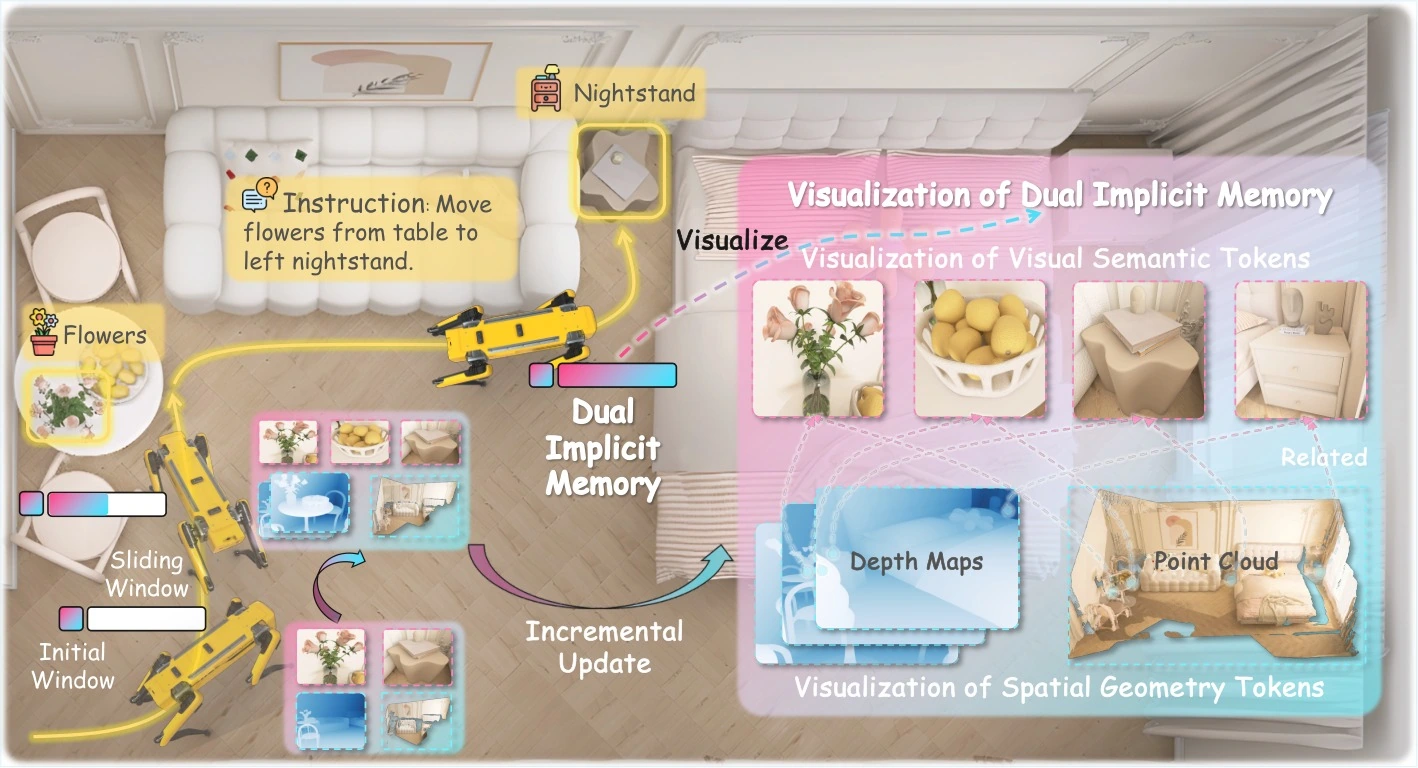 Nightstand
Instruction: Move
flowers from table to
left nightstand.
Flowers
Visualize
Visualization of Dual Implicit Memory
Visualization of Visual Semantic Tokens
Related
Dual
Implicit
Memory
Sliding
Window
Initial
Window
Incremental
Update
Depth Maps
Point Cloud
Visualization of Spatial Geometry Tokens